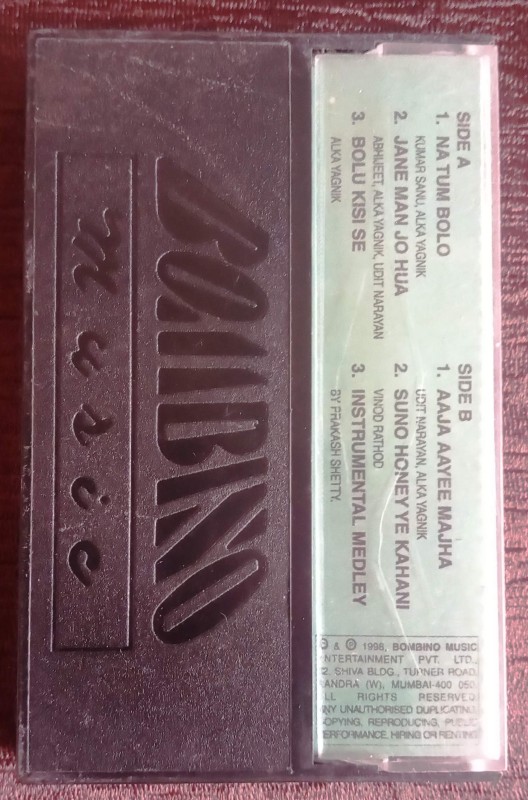 SIDE A
1. NA TUM BOLO
KUMAR SANU, ALKA YAGNIK
2. JANE MAN JO HUA
ABHIJEET, ALKA YAGNIK, UDIT NARAYAN
3. BOLU KISI SE
ALKA YAGNIK
SIDE B
1. AAJA AAYEE MAJHA
UDIT NARAYAN, ALKA YAGNIK
2. SUNO HONEY YE KAHANI
VINOD RATHOD
3. INSTRUMENTAL MEDLEY
BY PRAKASH SHETTY.
© & ℗ 1998, BOMBINO MUSIC
ENTERTAINMENT PVT. LTD.,
2, SHIVA BLDG., TURNER ROAD,
BANDRA (W), MUMBAI-400 050.
ALL RIGHTS RESERVED
ANY UNAUTHORISED DUPLICATING,
COPYING, REPRODUCING, PUBLIC
PERFORMANCE, HIRING OR RENTING
BOMBINO
music